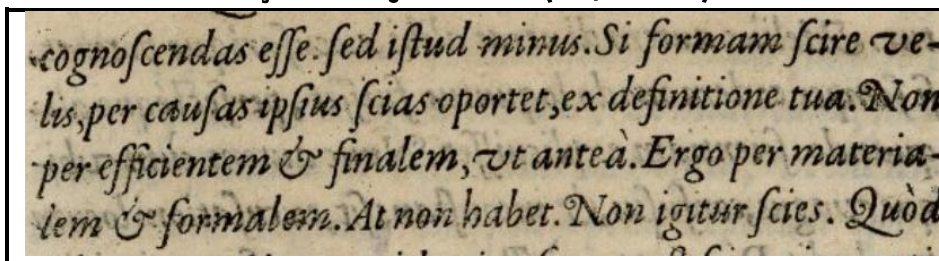 cognoſcendas eſſe. ſed iſtud minus. Si formam ſcire ve-
lis, per cauſas ipſius ſcias oportet, ex definitione tua. Non
per efficientem & finalem, vt anteà. Ergo per materia-
lem & formalem. At non habet. Non igitur ſcies. Quòd